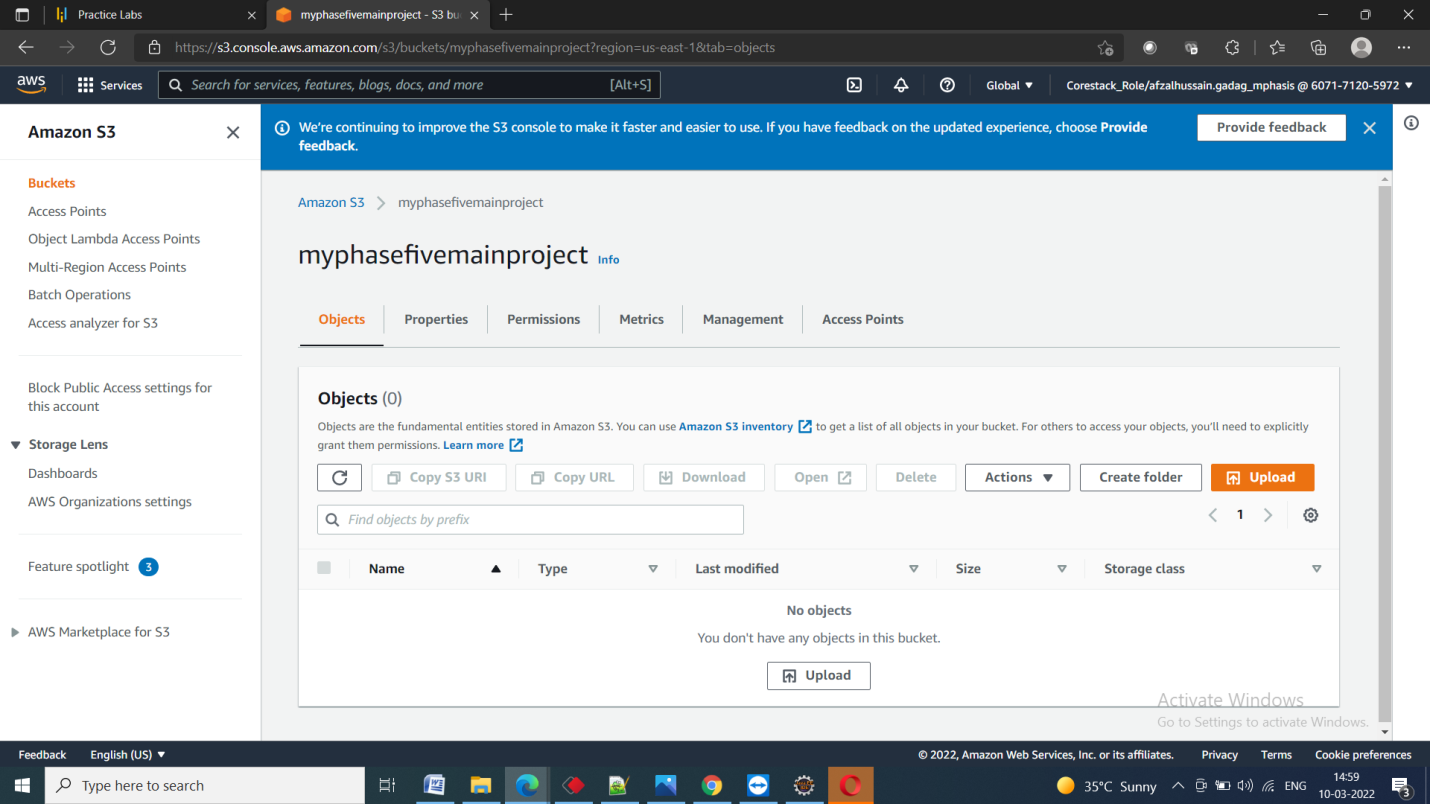 Practice Labs
myphasefivemainproject - S3 bu
https://s3.console.aws.amazon.com/s3/buckets/myphasefivemainproject?region=us-east-1&tab=objects
aws
Services
Search for services, features, blogs, docs, and more
[Alt+S]
Global
Corestack_Role/afzalhussain.gadag_mphasis @ 6071-7120-5972
Amazon S3
We're continuing to improve the S3 console to make it faster and easier to use. If you have feedback on the updated experience, choose Provide
feedback.
Provide feedback
Buckets
Access Points
Object Lambda Access Points
Multi-Region Access Points
Batch Operations
Access analyzer for S3
Block Public Access settings for
this account
Storage Lens
Dashboards
AWS Organizations settings
Feature spotlight 3
AWS Marketplace for S3
Amazon S3
myphasefivemainproject
myphasefivemainproject Info
Objects
Properties
Permissions
Metrics
Management
Access Points
Objects (0)
Objects are the fundamental entities stored in Amazon S3. You can use Amazon S3 inventory to get a list of all objects in your bucket. For others to access your objects, you'll need to explicitly
grant them permissions. Learn more
Copy S3 URI
Copy URL
Download
Open
Delete
Actions
Create folder
Upload
Find objects by prefix
1
Name
Type
Last modified
Size
Storage class
No objects
You don't have any objects in this bucket.
Upload
Activate Windows
Go to Settings to activate Windows.
Feedback
English (US)
© 2022, Amazon Web Services, Inc. or its affiliates.
Privacy
Terms
Cookie preferences
Type here to search
35°C Sunny
ENG
14:59
10-03-2022
3